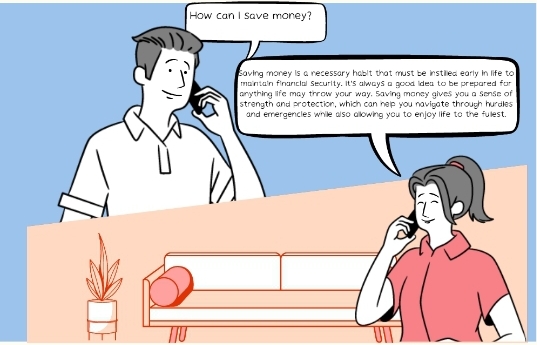 How can I save money?
Saving money is a necessary habit that must be instilled early in life to
maintain financial security. It's always a good idea to be prepared for
anything life may throw your way. Saving money gives you a sense of
strength and protection, which can help you navigate through hurdles
and emergencies while also allowing you to enjoy life to the fullest.